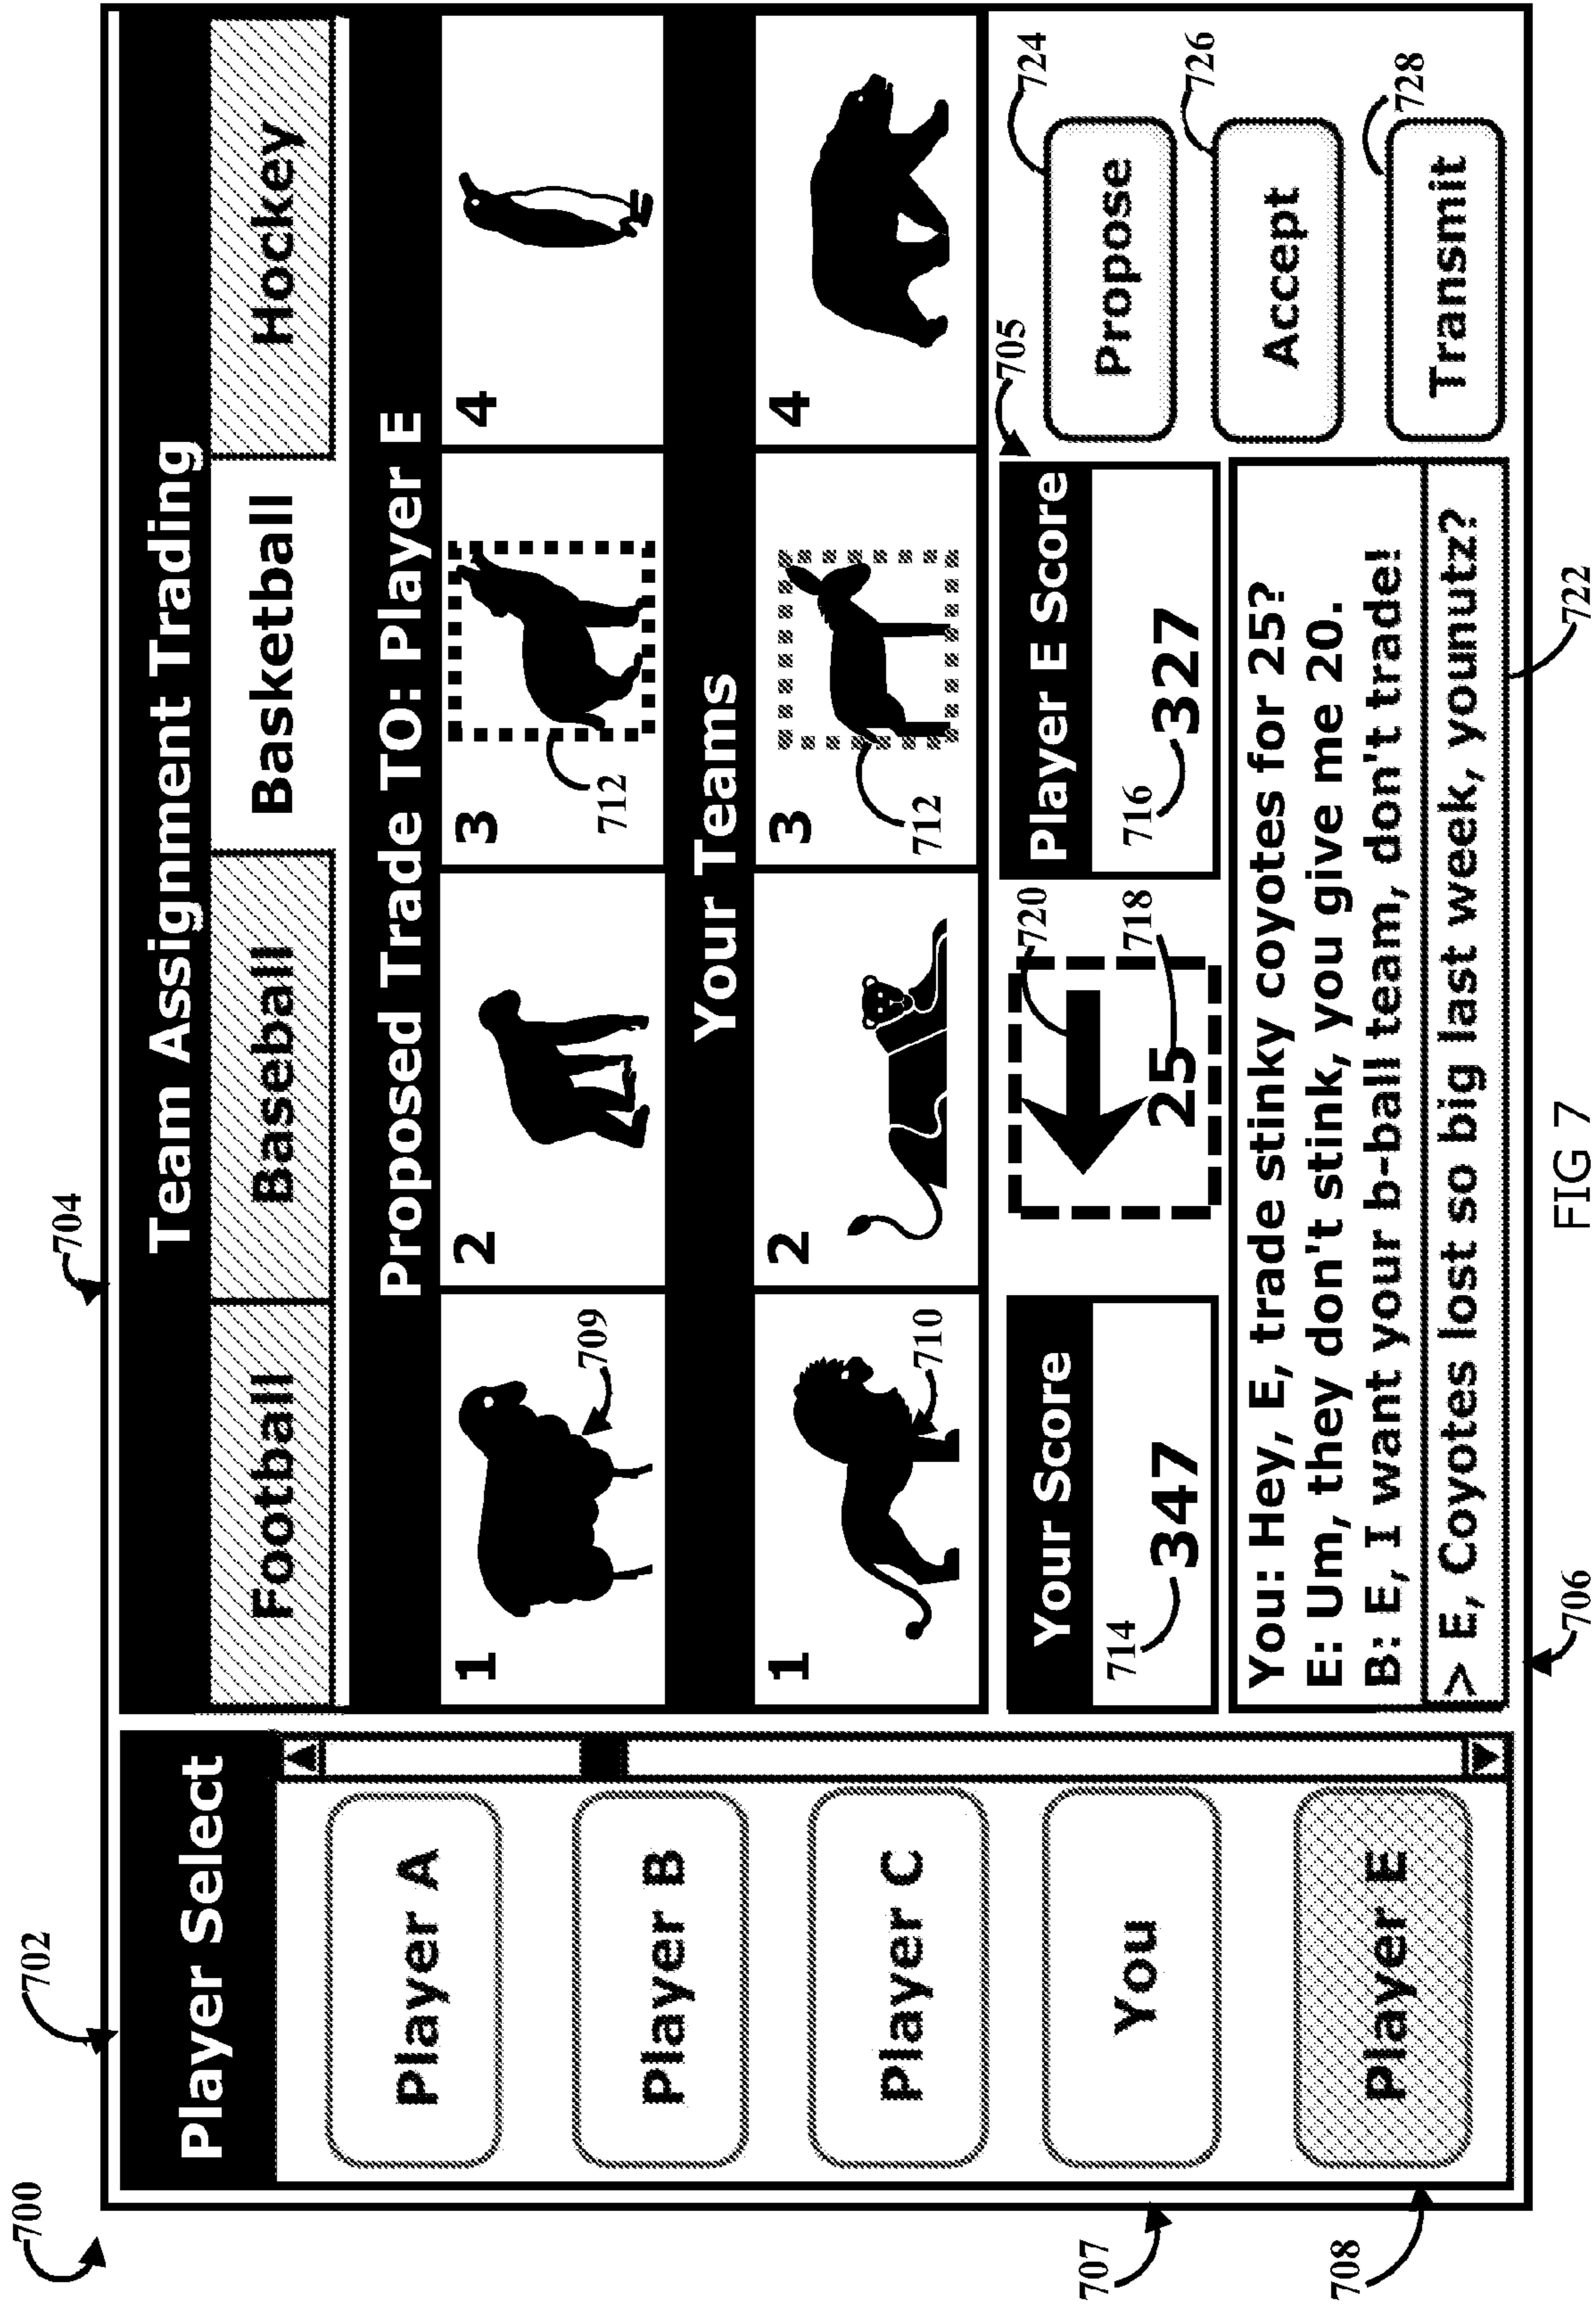 700
702
704
Player Select
Player A
Player B
Player C
You
Player E
707
708
Team Assignment Trading
Football
Baseball
Basketball
Hockey
Proposed Trade TO: Player E
1
2
3
4
709
712
Your Teams
1
2
3
4
710
712
705
Your Score
714
347
720
25
718
Player E Score
716
327
Propose
724
Accept
726
Transmit
728
You: Hey, E, trade stinky coyotes for 25?
E: Um, they don't stink, you give me 20.
B: E, I want your b-ball team, don't trade!
> E, Coyotes lost so big last week, younutz?
706
722
FIG 7